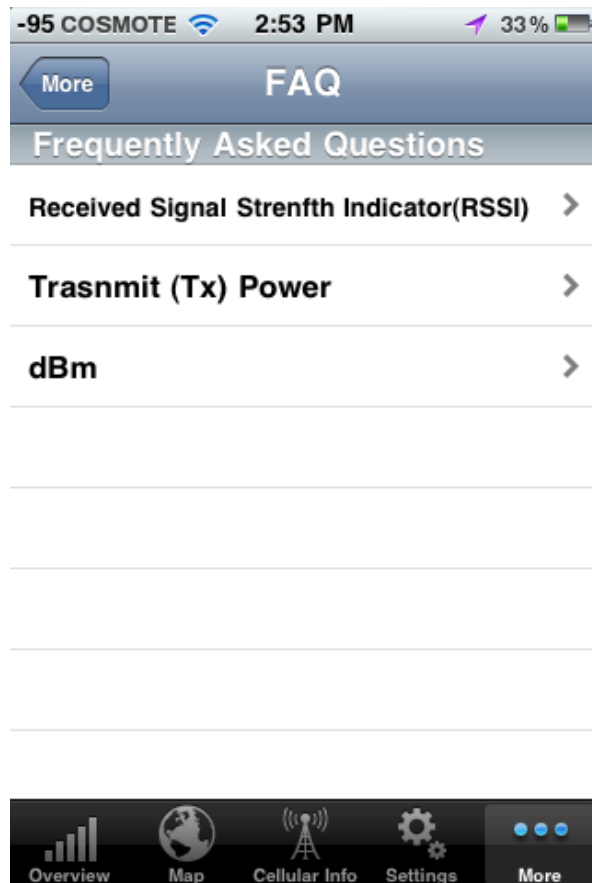 -95 COSMOTE 2:53 PM 33%
More FAQ
Frequently Asked Questions
Received Signal Strenfth Indicator(RSSI)
Trasnmit (Tx) Power
dBm
Overview Map Cellular Info Settings More